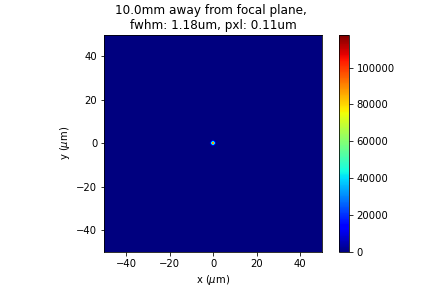 10.0mm away from focal plane,
fwhm: 1.18um, pxl: 0.11um
40
20
0
−20
−40
y (μm)
−40 −20 0 20 40
x (μm)
100000
80000
60000
40000
20000
0